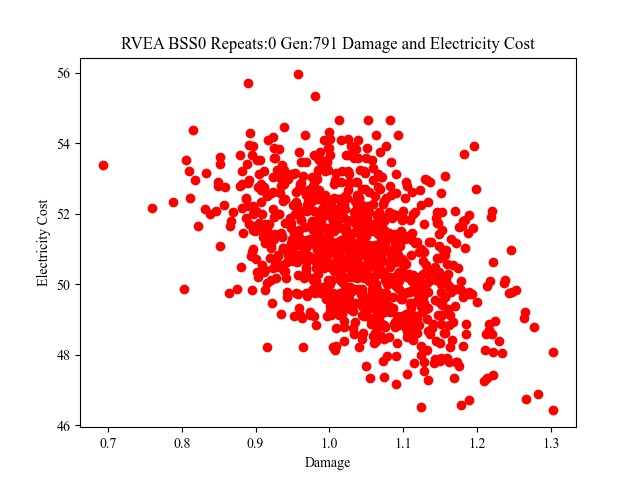 RVEA BSS0 Repeats:0 Gen:791 Damage and Electricity Cost
56
54
52
50
48
46
Electricity Cost
0.7 0.8 0.9 1.0 1.1 1.2 1.3
Damage